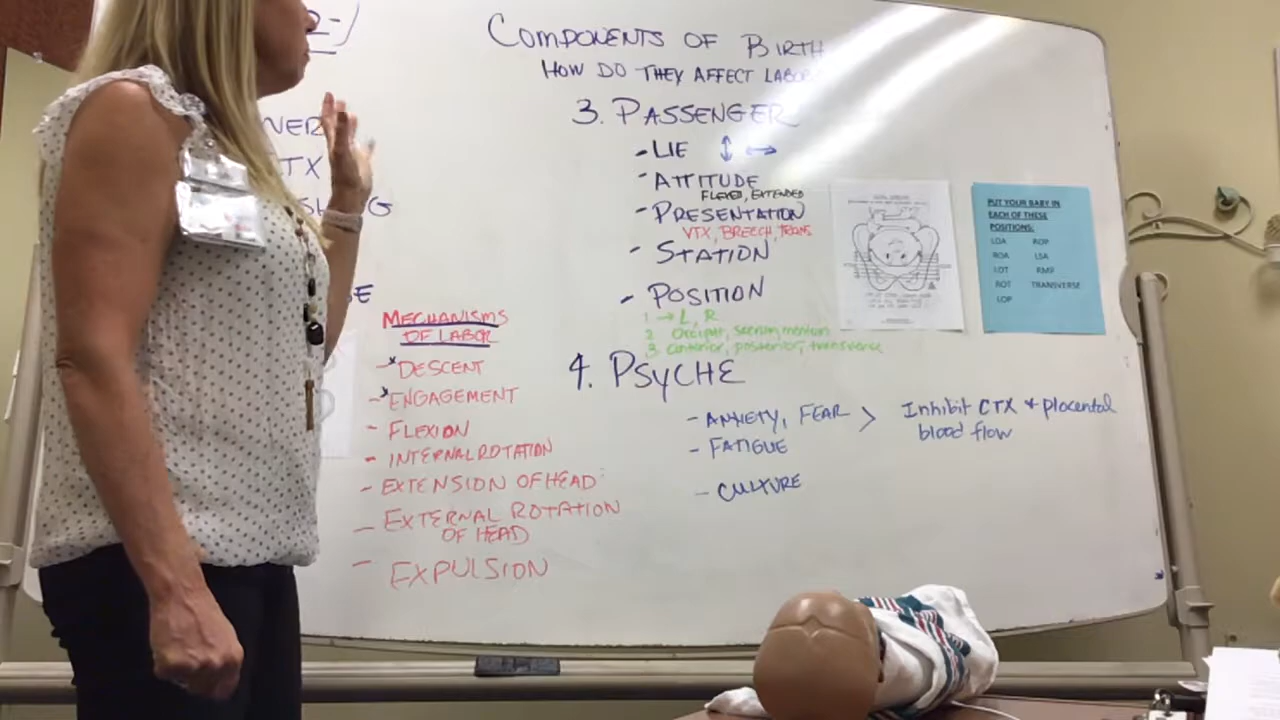 COMPONENTS OF BIRTH
HOW DO THEY AFFECT LABOR
3. PASSENGER
- LIE ↕ ↔
- ATTITUDE
FLEXED, EXTENDED
- PRESENTATION
VTX, BREECH, TRANS
- STATION
- POSITION
1 → L, R
2. Occiput, sacrum, mentum
3. anterior, posterior, transverse
4. PSYCHE
- ANXIETY, FEAR > Inhibit CTX + placental
blood flow
- FATIGUE
- CULTURE
MECHANISMS
OF LABOR
- DESCENT
- ENGAGEMENT
- FLEXION
- INTERNAL ROTATION
- EXTENSION OF HEAD
- EXTERNAL ROTATION
OF HEAD
- EXPULSION
PUT YOUR BABY IN
EACH OF THESE
POSITIONS:
LOA ROP
ROA LSA
LOT RMP
ROT TRANSVERSE
LOP
NER
TX
G